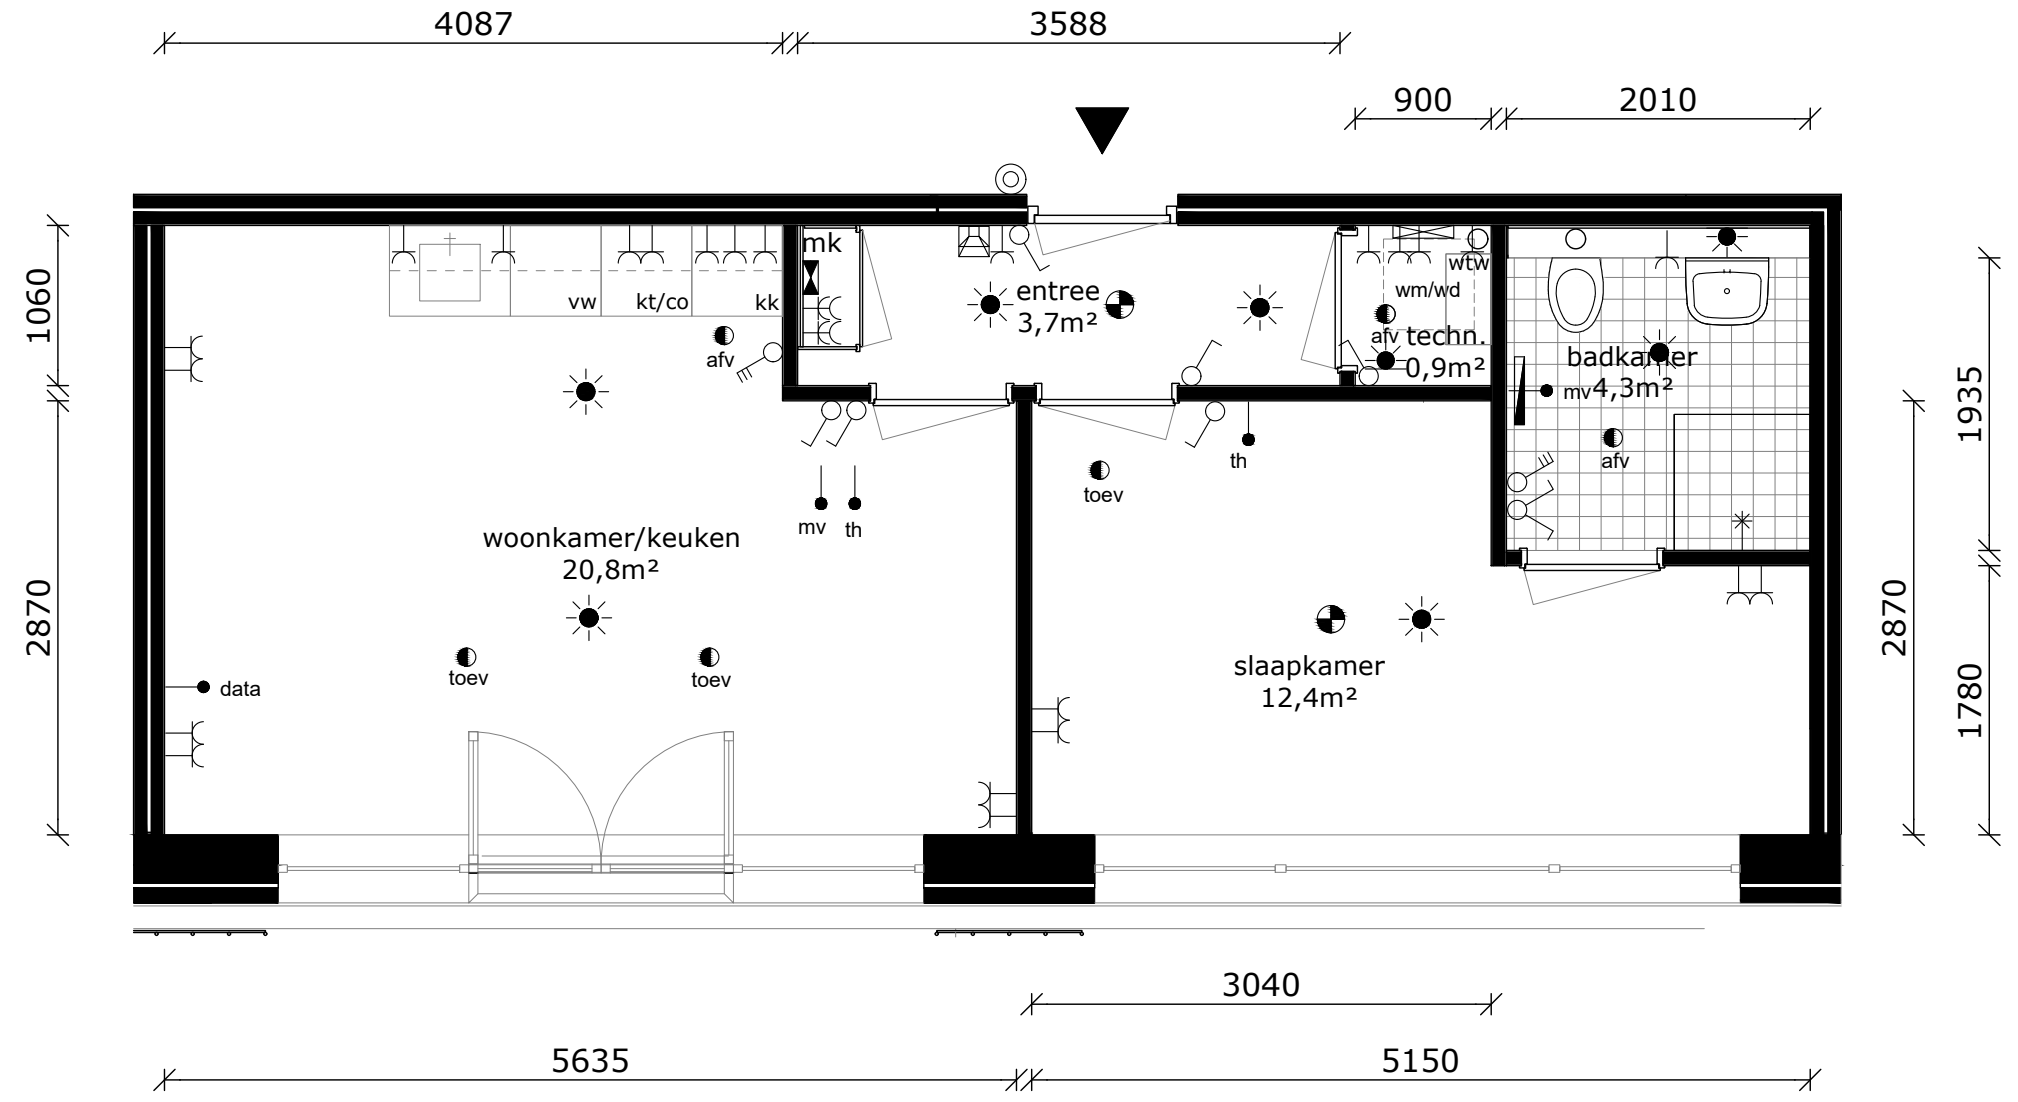 4087
3588
900
2010
mk
wtw
vw
kt/co
kk
entree
3,7m²
wm/wd
afv
afv
techn.
0,9m²
badkamer
4,3m²
mv
1060
1935
th
afv
toev
mv
th
woonkamer/keuken
20,8m²
2870
2870
toev
toev
data
slaapkamer
12,4m²
1780
3040
5635
5150